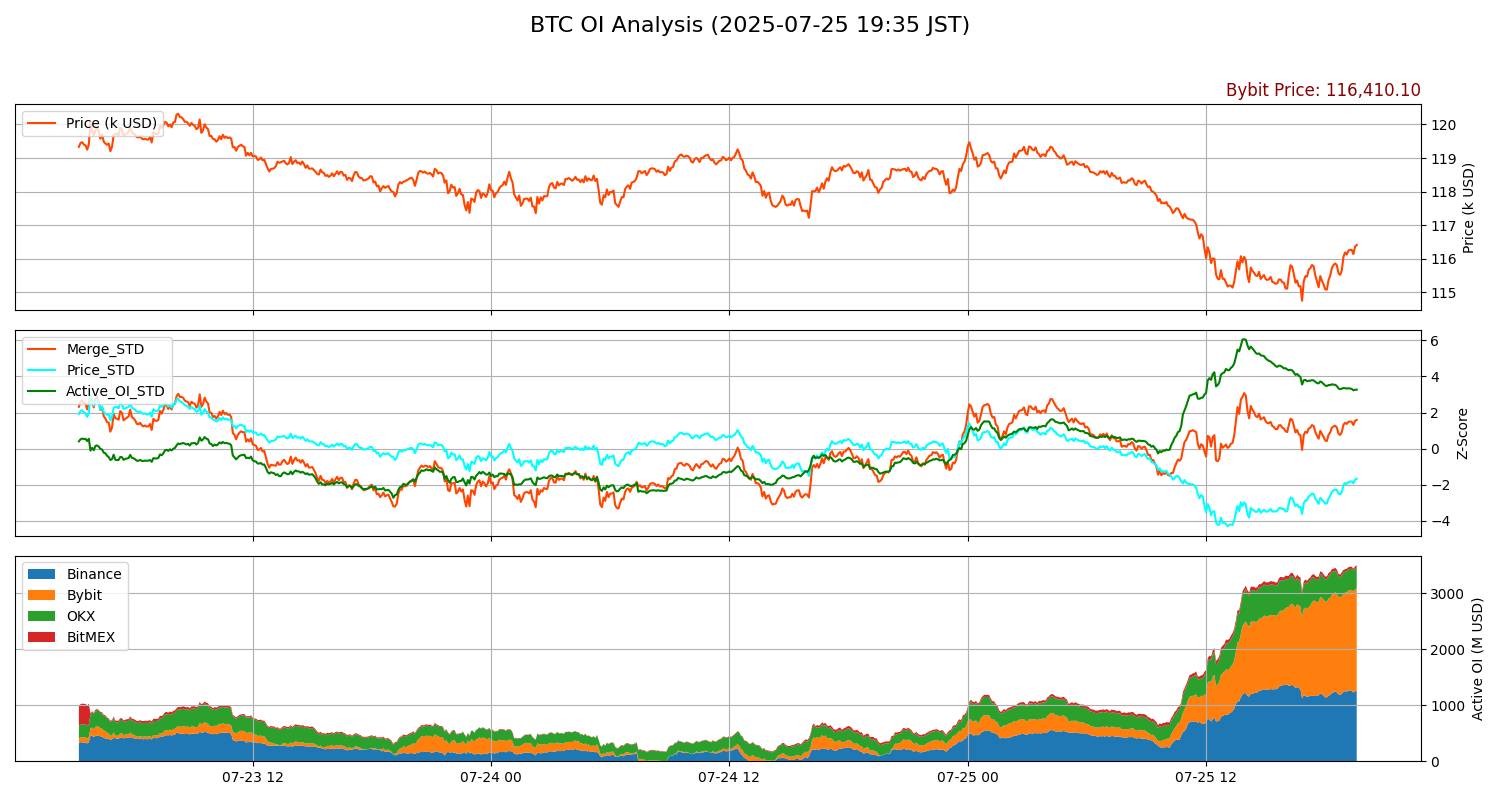 BTC OI Analysis (2025-07-25 19:35 JST)
Bybit Price: 116,410.10
Price (k USD)
120
119
118
117
116
115
Price (k USD)
Merge_STD
Price_STD
Active_OI_STD
6
4
2
0
−2
−4
Z-Score
Binance
Bybit
OKX
BitMEX
3000
2000
1000
0
Active OI (M USD)
07-23 12
07-24 00
07-24 12
07-25 00
07-25 12